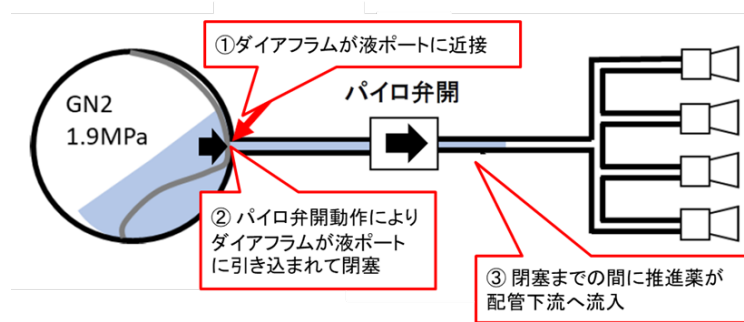 ①ダイアフラムが液ポートに近接
GN2
1.9MPa
パイロ弁開
② パイロ弁開動作により
ダイアフラムが液ポート
に引き込まれて閉塞
③ 閉塞までの間に推進薬が
配管下流へ流入